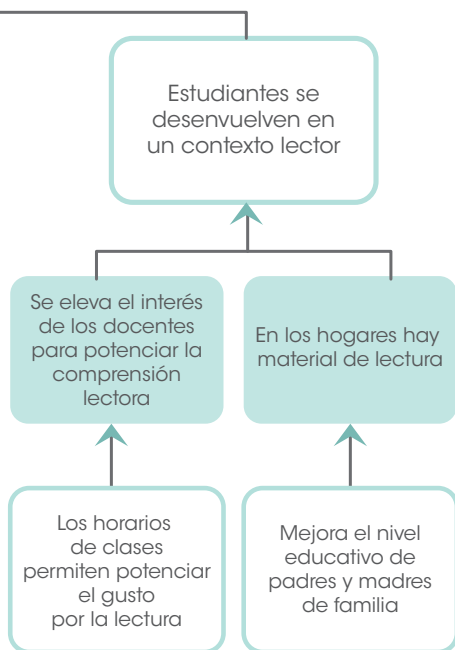 Estudiantes se
desenvuelven en
un contexto lector
Se eleva el interés
de los docentes
para potenciar la
comprensión
lectora
En los hogares hay
material de lectura
Los horarios
de clases
permiten potenciar
el gusto
por la lectura
Mejora el nivel
educativo de
padres y madres
de familia